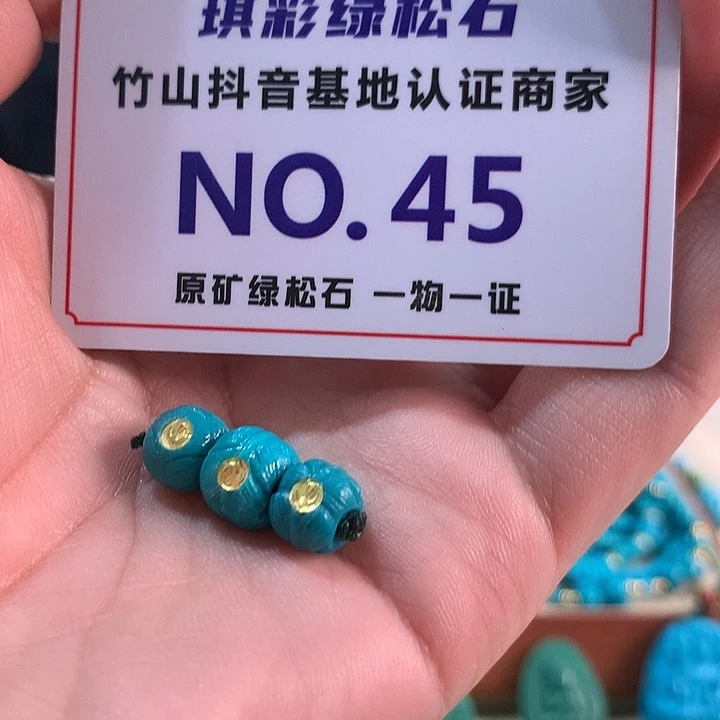 琪彩绿松石
竹山抖音基地认证商家
NO.45
原矿绿松石 一物一证